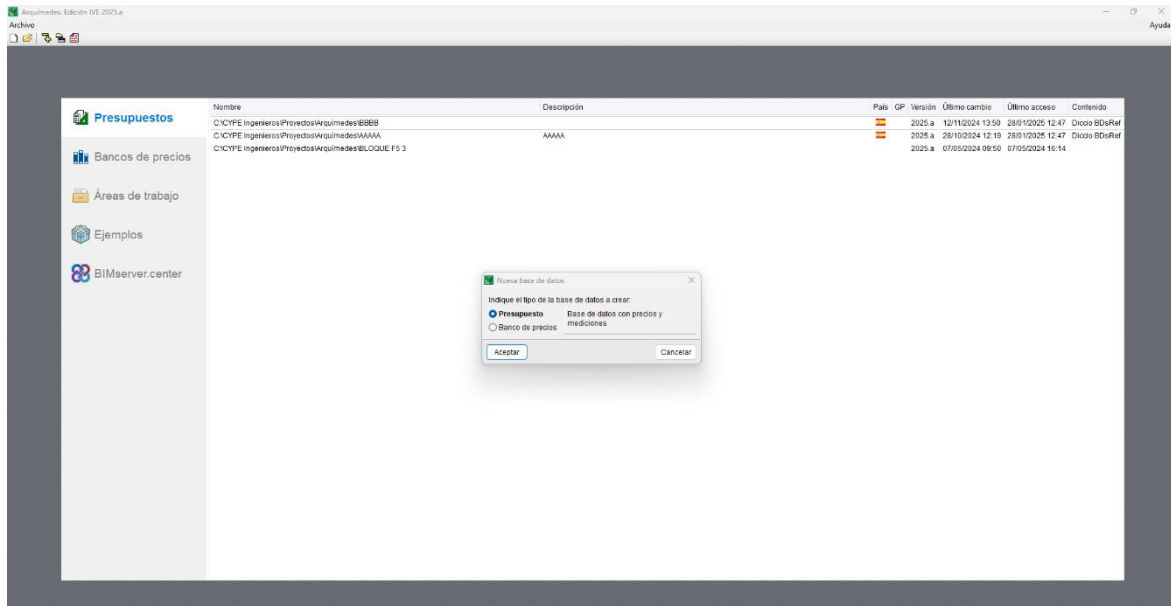 Arquímedes. Edición IVE 2025.a
Archivo
Ayuda
Presupuestos
Bancos de precios
Áreas de trabajo
Ejemplos
BIMserver.center
Nombre Descripción País GP Versión Último cambio Último acceso Contenido
C:\CYPE Ingenieros\Proyectos\Arquímedes\BBBB 2025.a 12/11/2024 13:50 28/01/2025 12:47 Diccio BDsRef
C:\CYPE Ingenieros\Proyectos\Arquímedes\AAAAA AAAAA 2025.a 28/10/2024 12:19 28/01/2025 12:47 Diccio BDsRef
C:\CYPE Ingenieros\Proyectos\Arquímedes\BLOQUE F5 3 2025.a 07/05/2024 09:50 07/05/2024 16:14
Nueva base de datos
Indique el tipo de la base de datos a crear:
Presupuesto
Banco de precios
Base de datos con precios y
mediciones
Aceptar Cancelar